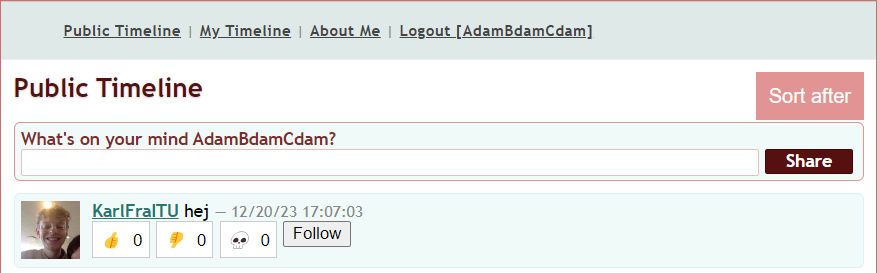 Public Timeline | My Timeline | About Me | Logout [AdamBdamCdam]
Public Timeline
Sort after
What's on your mind AdamBdamCdam?
Share
KarlFraITU hej — 12/20/23 17:07:03
0 0 0 Follow